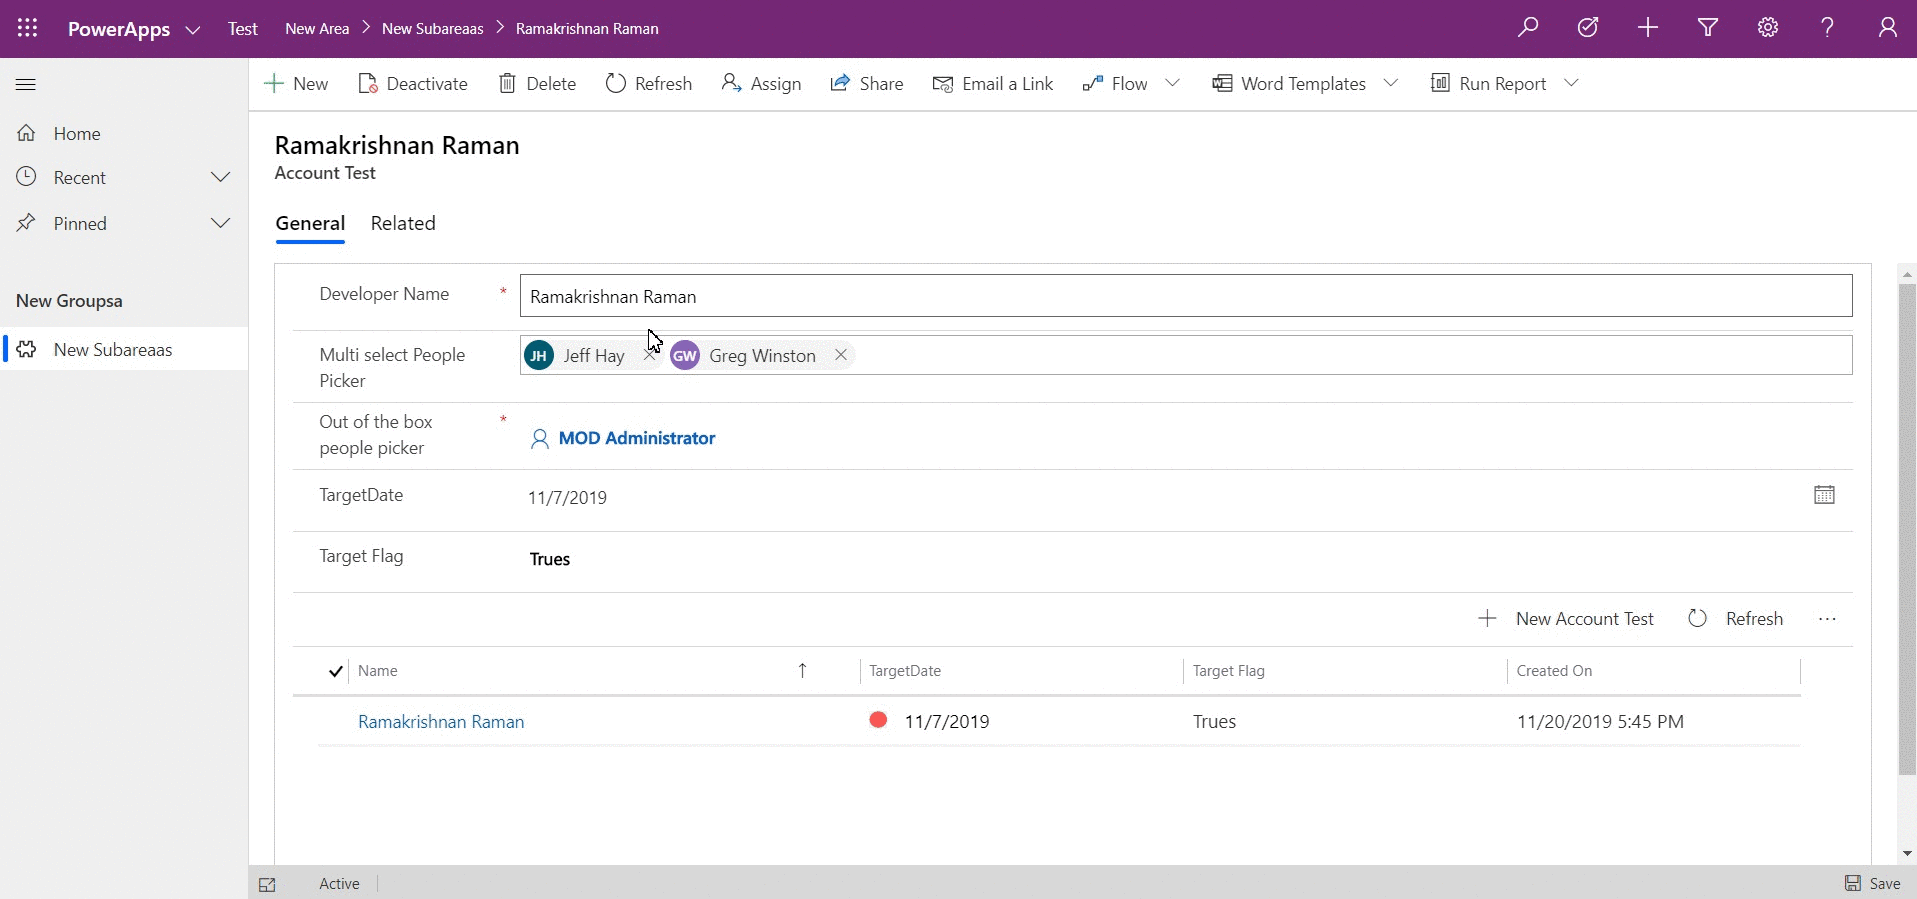 PowerApps Test New Area New Subareaas Ramakrishnan Raman
New Deactivate Delete Refresh Assign Share Email a Link Flow Word Templates Run Report
Home
Recent
Pinned
New Groupsa
New Subareaas
Ramakrishnan Raman
Account Test
General Related
Developer Name * Ramakrishnan Raman
Multi select People
Picker
JH Jeff Hay GW Greg Winston
Out of the box
people picker
* MOD Administrator
TargetDate 11/7/2019
Target Flag Trues
New Account Test Refresh ...
Name TargetDate Target Flag Created On
Ramakrishnan Raman 11/7/2019 Trues 11/20/2019 5:45 PM
Active Save